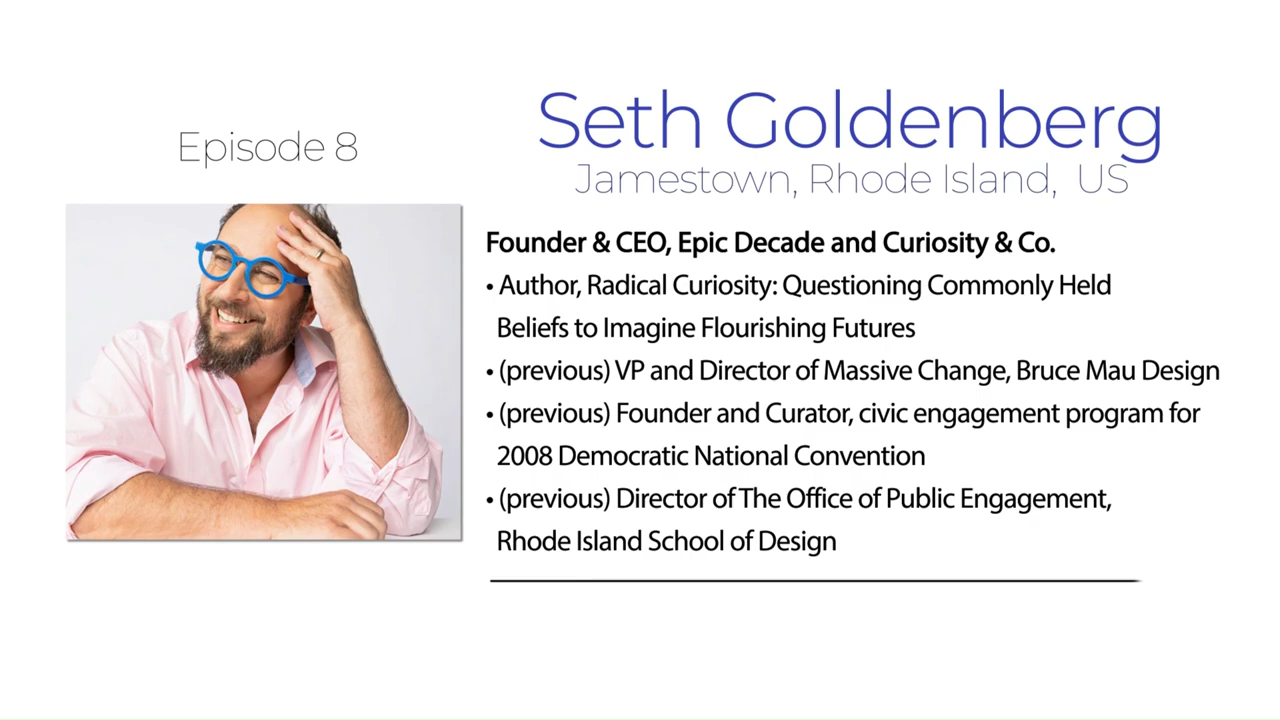 Episode 8
Seth Goldenberg
Jamestown, Rhode Island, US
Founder & CEO, Epic Decade and Curiosity & Co.
• Author, Radical Curiosity: Questioning Commonly Held
Beliefs to Imagine Flourishing Futures
• (previous) VP and Director of Massive Change, Bruce Mau Design
• (previous) Founder and Curator, civic engagement program for
2008 Democratic National Convention
• (previous) Director of The Office of Public Engagement,
Rhode Island School of Design